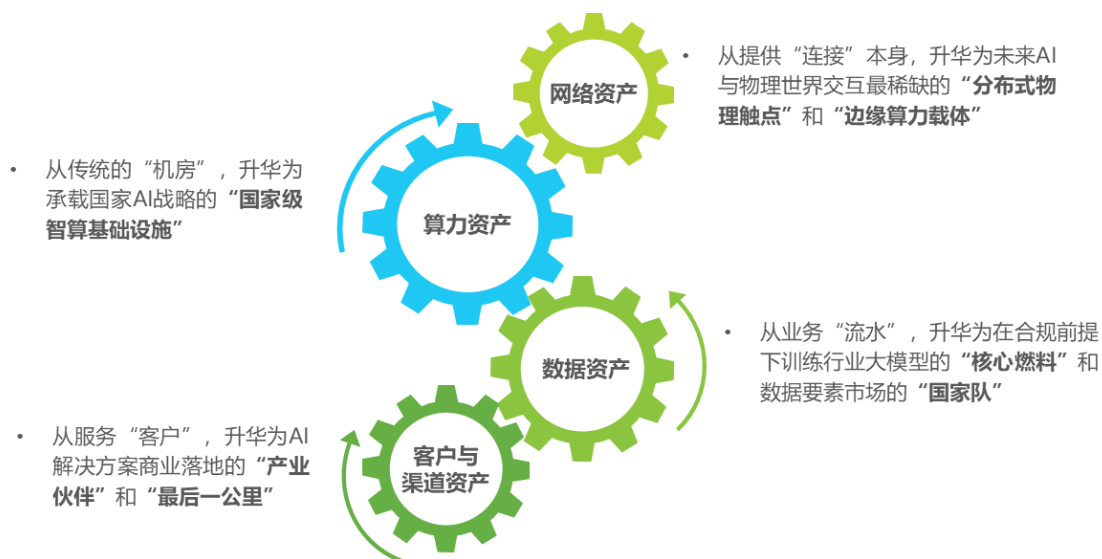 网络资产
• 从提供“连接”本身，升华为未来AI
与物理世界交互最稀缺的“分布式物
理触点”和“边缘算力载体”
• 从传统的“机房”，升华为
承载国家AI战略的“国家级
智算基础设施”
算力资产
数据资产
• 从业务“流水”，升华为在合规前提
下训练行业大模型的“核心燃料”和
数据要素市场的“国家队”
• 从服务“客户”，升华为AI
解决方案商业落地的“产业
伙伴”和“最后一公里”
客户与
渠道资产